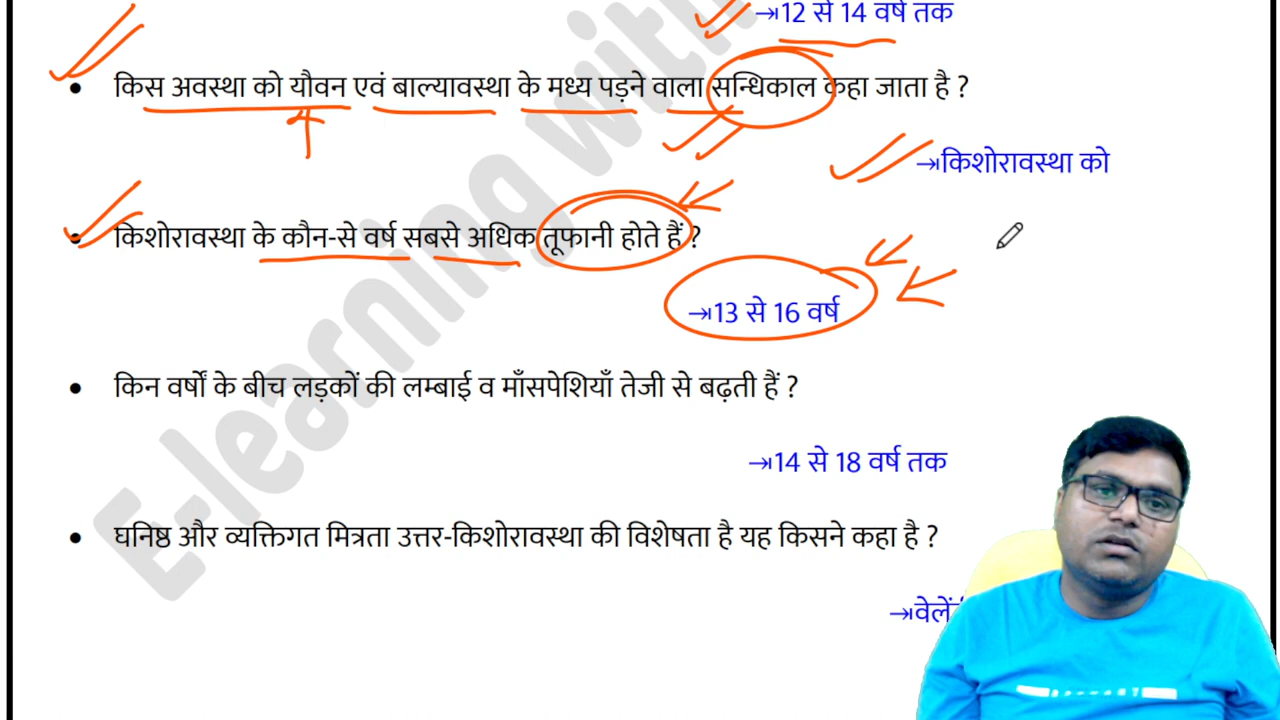 →12 से 14 वर्ष तक
• किस अवस्था को यौवन एवं बाल्यावस्था के मध्य पड़ने वाला सन्धिकाल कहा जाता है ?
→किशोरावस्था को
• किशोरावस्था के कौन-से वर्ष सबसे अधिक तूफानी होते हैं ?
→13 से 16 वर्ष
• किन वर्षों के बीच लड़कों की लम्बाई व माँसपेशियाँ तेजी से बढ़ती हैं ?
→14 से 18 वर्ष तक
• घनिष्ठ और व्यक्तिगत मित्रता उत्तर-किशोरावस्था की विशेषता है यह किसने कहा है ?
E-learning with